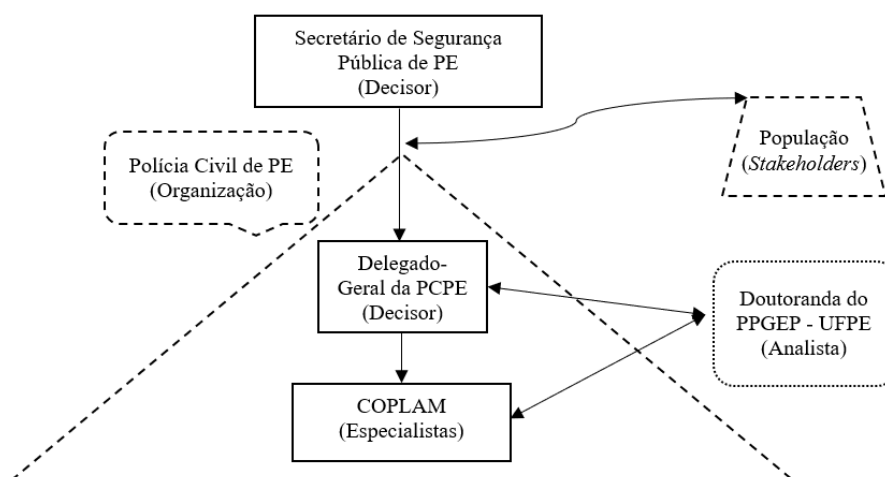 Secretário de Segurança
Pública de PE
(Decisor)
Polícia Civil de PE
(Organização)
População
(Stakeholders)
Delegado-
Geral da PCPE
(Decisor)
Doutoranda do
PPGEP - UFPE
(Analista)
COPLAM
(Especialistas)